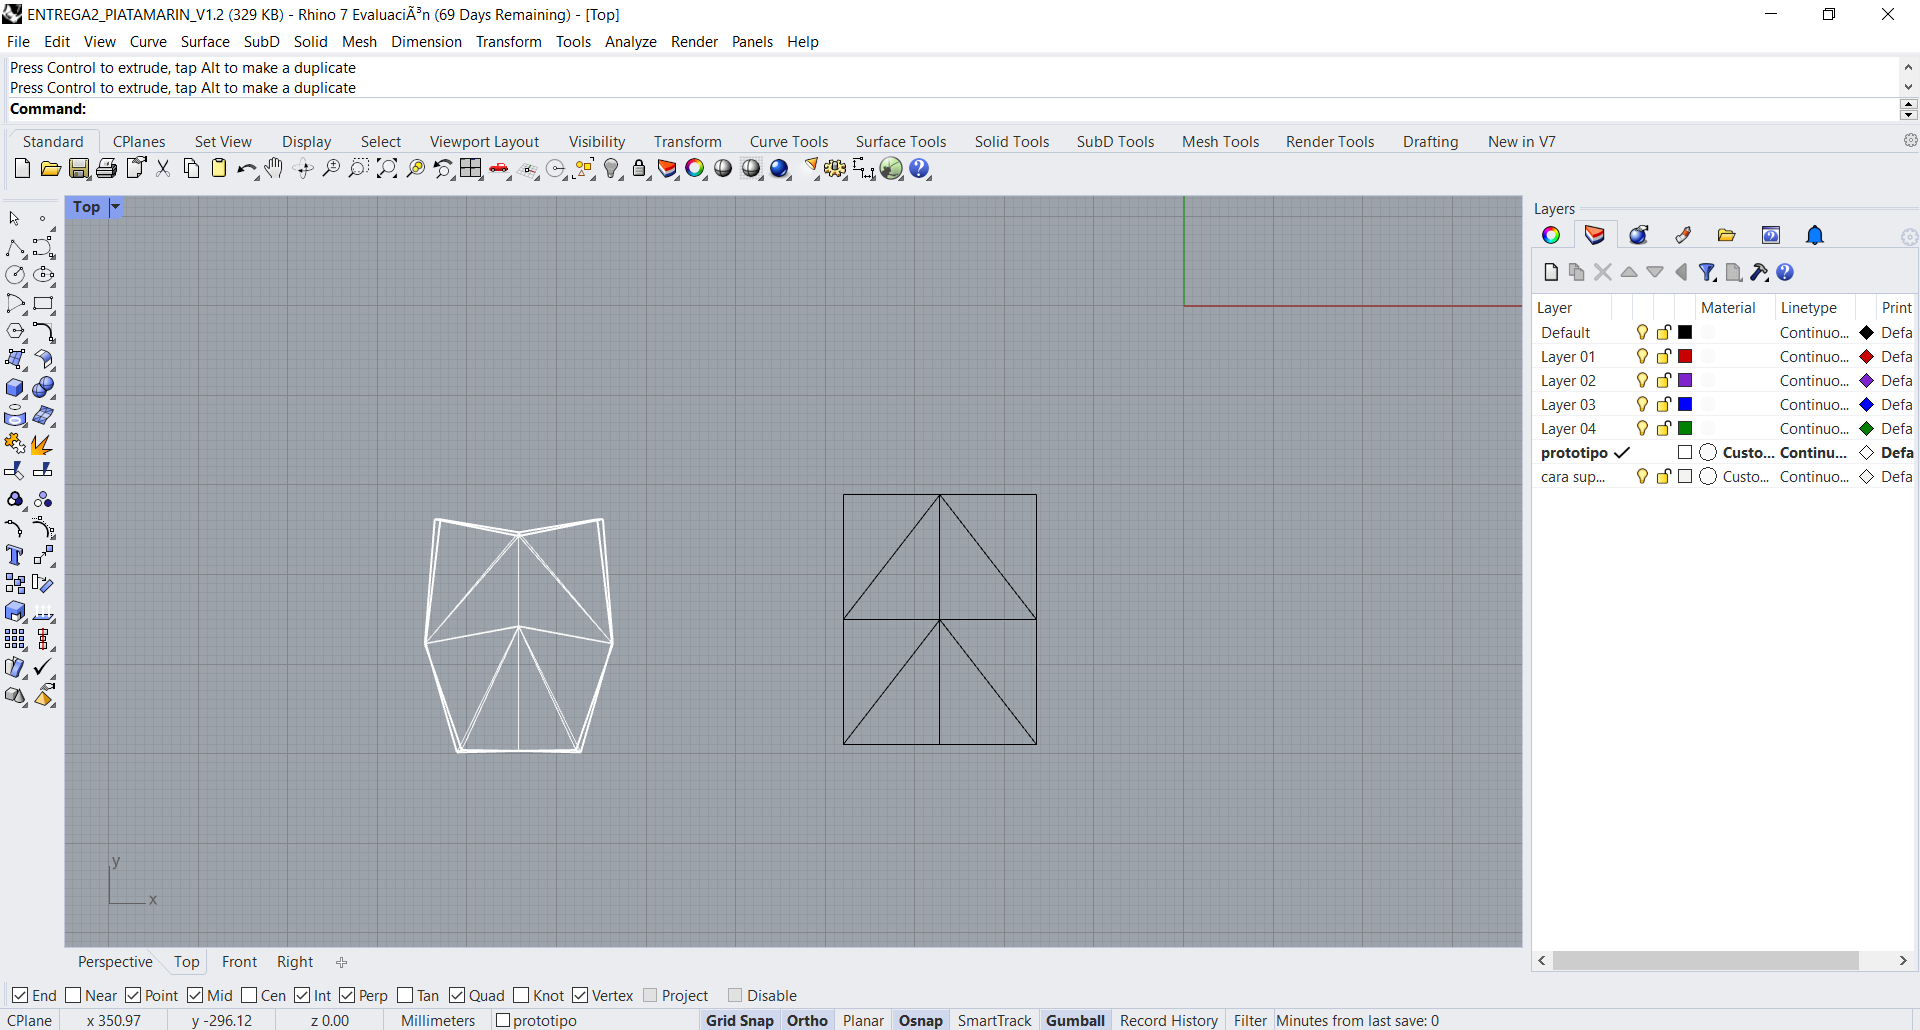 ENTREGA2_PIATAMARIN_V1.2 (329 KB) - Rhino 7 EvaluaciÃ³n (69 Days Remaining) - [Top]
File Edit View Curve Surface SubD Solid Mesh Dimension Transform Tools Analyze Render Panels Help
Press Control to extrude, tap Alt to make a duplicate
Press Control to extrude, tap Alt to make a duplicate
Command:
Standard CPlanes Set View Display Select Viewport Layout Visibility Transform Curve Tools Surface Tools Solid Tools SubD Tools Mesh Tools Render Tools Drafting New in V7
Top
Layers
Layer Material Linetype Print
Default Continuo... Defa
Layer 01 Continuo... Defa
Layer 02 Continuo... Defa
Layer 03 Continuo... Defa
Layer 04 Continuo... Defa
prototipo Custo... Continu... Defa
cara sup... Custo... Continuo... Defa
y
x
Perspective Top Front Right
End Near Point Mid Cen Int Perp Tan Quad Knot Vertex Project Disable
CPlane x 350.97 y -296.12 z 0.00 Millimeters prototipo Grid Snap Ortho Planar Osnap SmartTrack Gumball Record History Filter Minutes from last save: 0